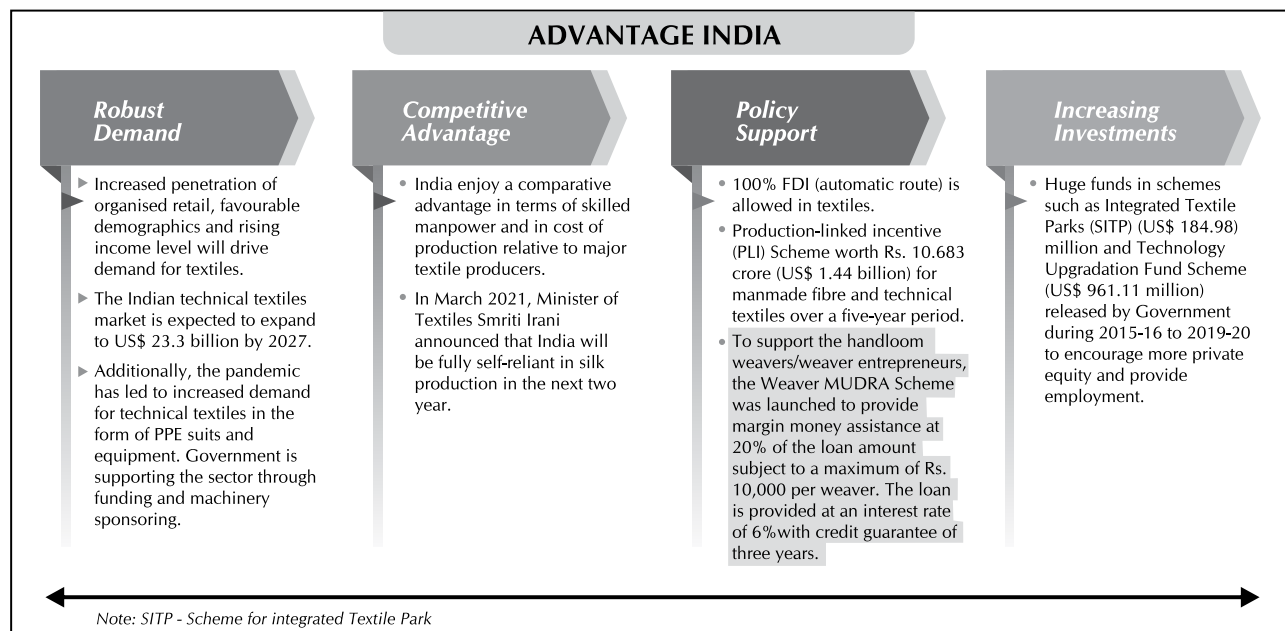 ADVANTAGE INDIA
Robust
Demand
Increased penetration of
organised retail, favourable
demographics and rising
income level will drive
demand for textiles.
The Indian technical textiles
market is expected to expand
to US$ 23.3 billion by 2027.
Additionally, the pandemic
has led to increased demand
for technical textiles in the
form of PPE suits and
equipment. Government is
supporting the sector through
funding and machinery
sponsoring.
Competitive
Advantage
India enjoy a comparative
advantage in terms of skilled
manpower and in cost of
production relative to major
textile producers.
In March 2021, Minister of
Textiles Smriti Irani
announced that India will
be fully self-reliant in silk
production in the next two
year.
Policy
Support
100% FDI (automatic route) is
allowed in textiles.
Production-linked incentive
(PLI) Scheme worth Rs. 10.683
crore (US$ 1.44 billion) for
manmade fibre and technical
textiles over a five-year period.
To support the handloom
weavers/weaver entrepreneurs,
the Weaver MUDRA Scheme
was launched to provide
margin money assistance at
20% of the loan amount
subject to a maximum of Rs.
10,000 per weaver. The loan
is provided at an interest rate
of 6%with credit guarantee of
three years.
Increasing
Investments
Huge funds in schemes
such as Integrated Textile
Parks (SITP) (US$ 184.98)
million and Technology
Upgradation Fund Scheme
(US$ 961.11 million)
released by Government
during 2015-16 to 2019-20
to encourage more private
equity and provide
employment.
Note: SITP - Scheme for integrated Textile Park